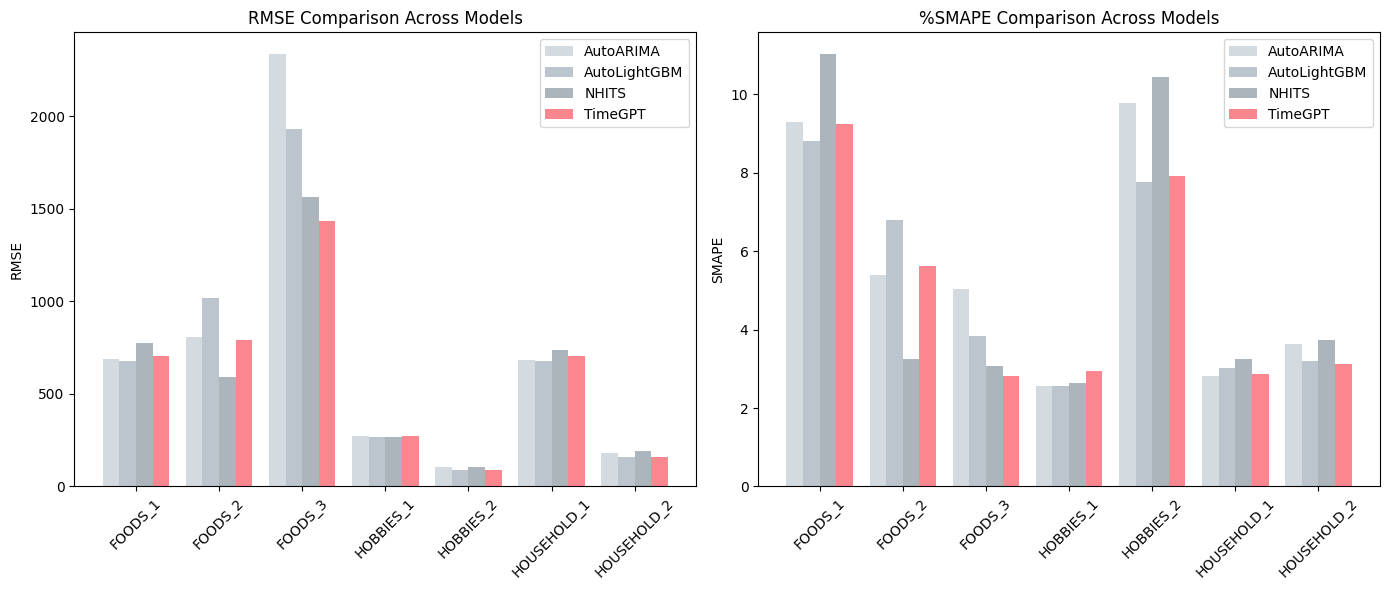 RMSE Comparison Across Models
RMSE
2000
1500
1000
500
0
AutoARIMA
AutoLightGBM
NHITS
TimeGPT
FOODS_1
FOODS_2
FOODS_3
HOBBIES_1
HOBBIES_2
HOUSEHOLD_1
HOUSEHOLD_2
%SMAPE Comparison Across Models
SMAPE
10
8
6
4
2
0
AutoARIMA
AutoLightGBM
NHITS
TimeGPT
FOODS_1
FOODS_2
FOODS_3
HOBBIES_1
HOBBIES_2
HOUSEHOLD_1
HOUSEHOLD_2